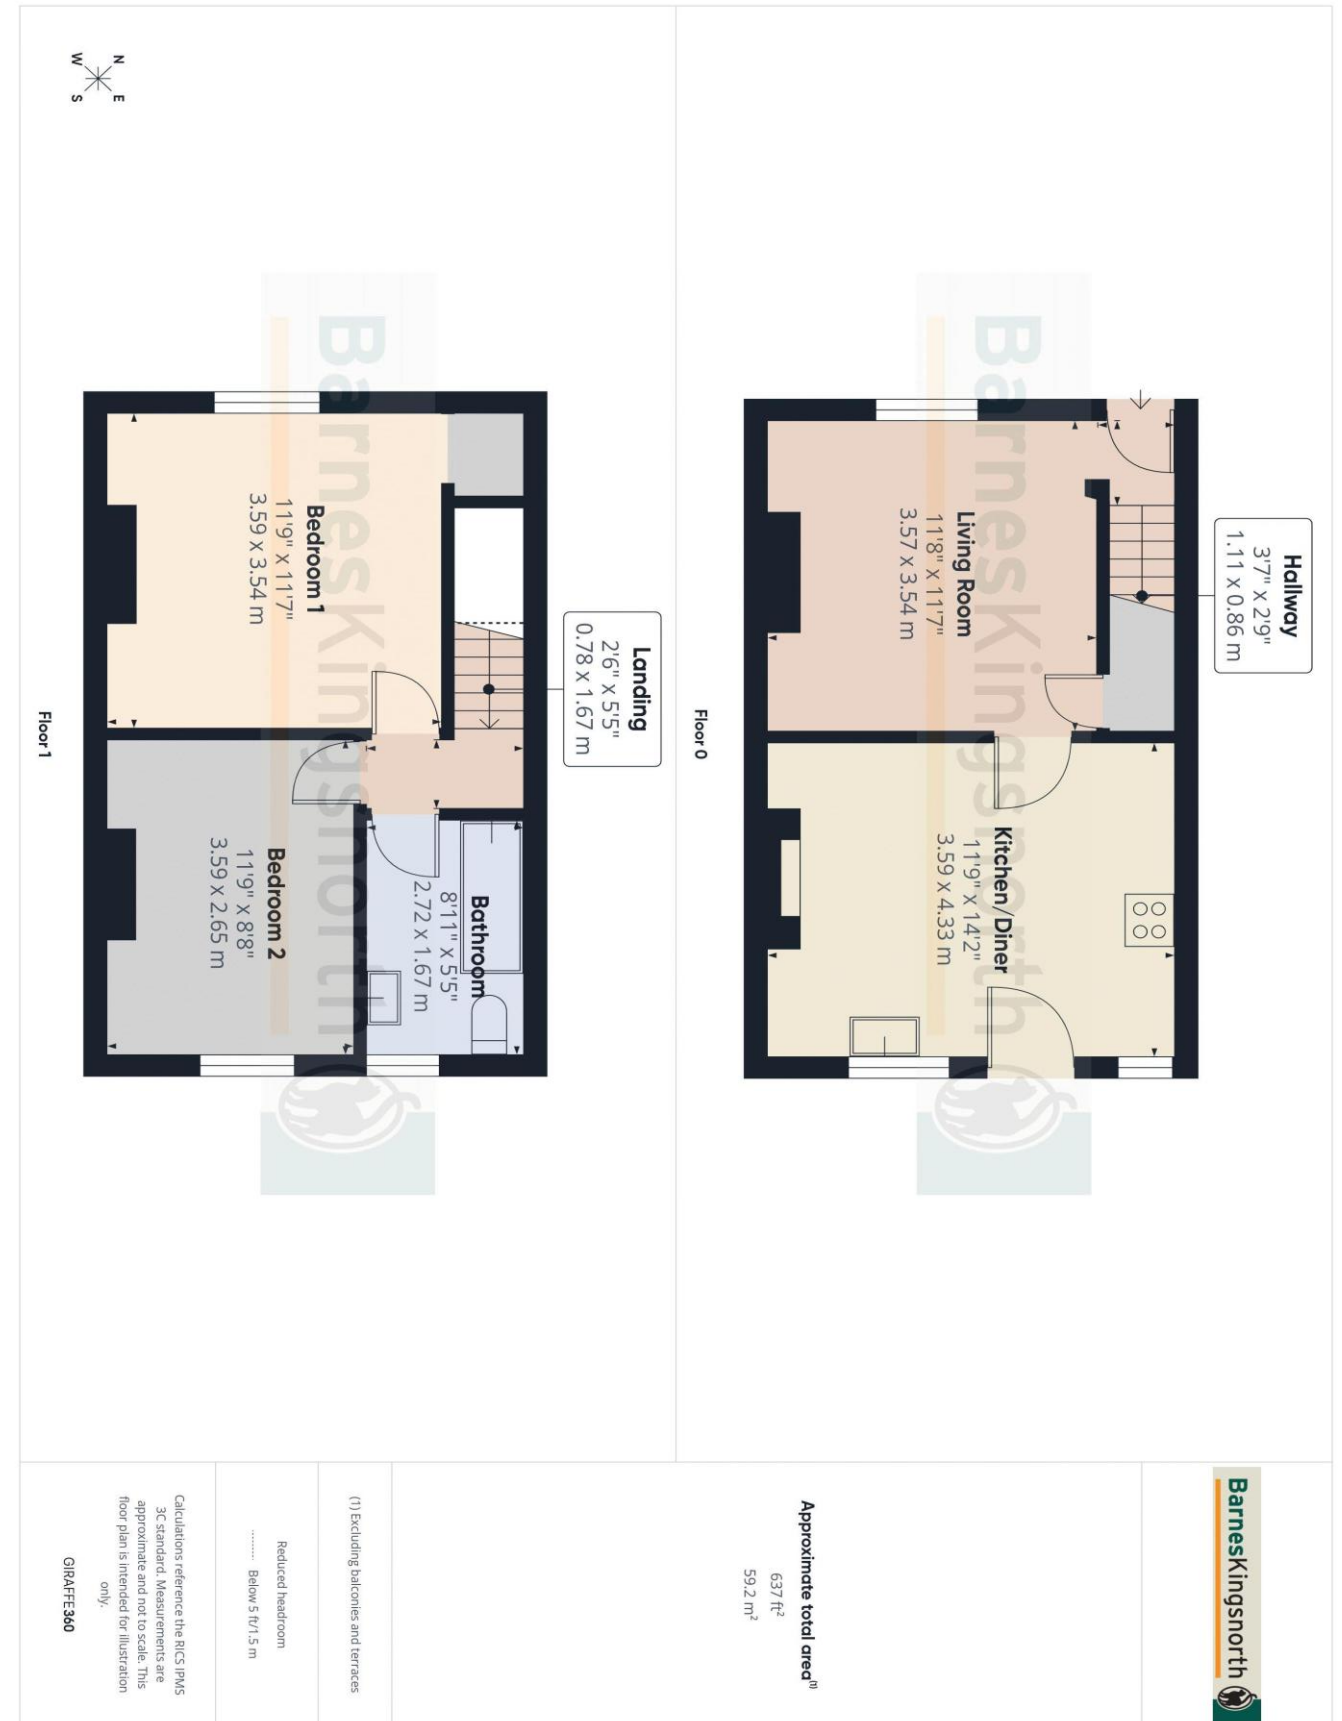 BarnesKingsnorth
Hallway
3'7" x 2'9"
1.11 x 0.86 m
Living Room
11'8" x 11'7"
3.57 x 3.54 m
Kitchen/Diner
11'9" x 14'2"
3.59 x 4.33 m
BarnesKingsnorth
Floor 0
Landing
2'6" x 5'5"
0.78 x 1.67 m
Bathroom
8'11" x 5'5"
2.72 x 1.67 m
Bedroom 1
11'9" x 11'7"
3.59 x 3.54 m
Bedroom 2
11'9" x 8'8"
3.59 x 2.65 m
BarnesKingsnorth
Floor 1
N
E
W
S
Approximate total area(1)
637 ft²
59.2 m²
(1) Excluding balconies and terraces
Reduced headroom
Below 5 ft/1.5 m
Calculations reference the RICS IPMS
3C standard. Measurements are
approximate and not to scale. This
floor plan is intended for illustration
only.
GIRAFFE360